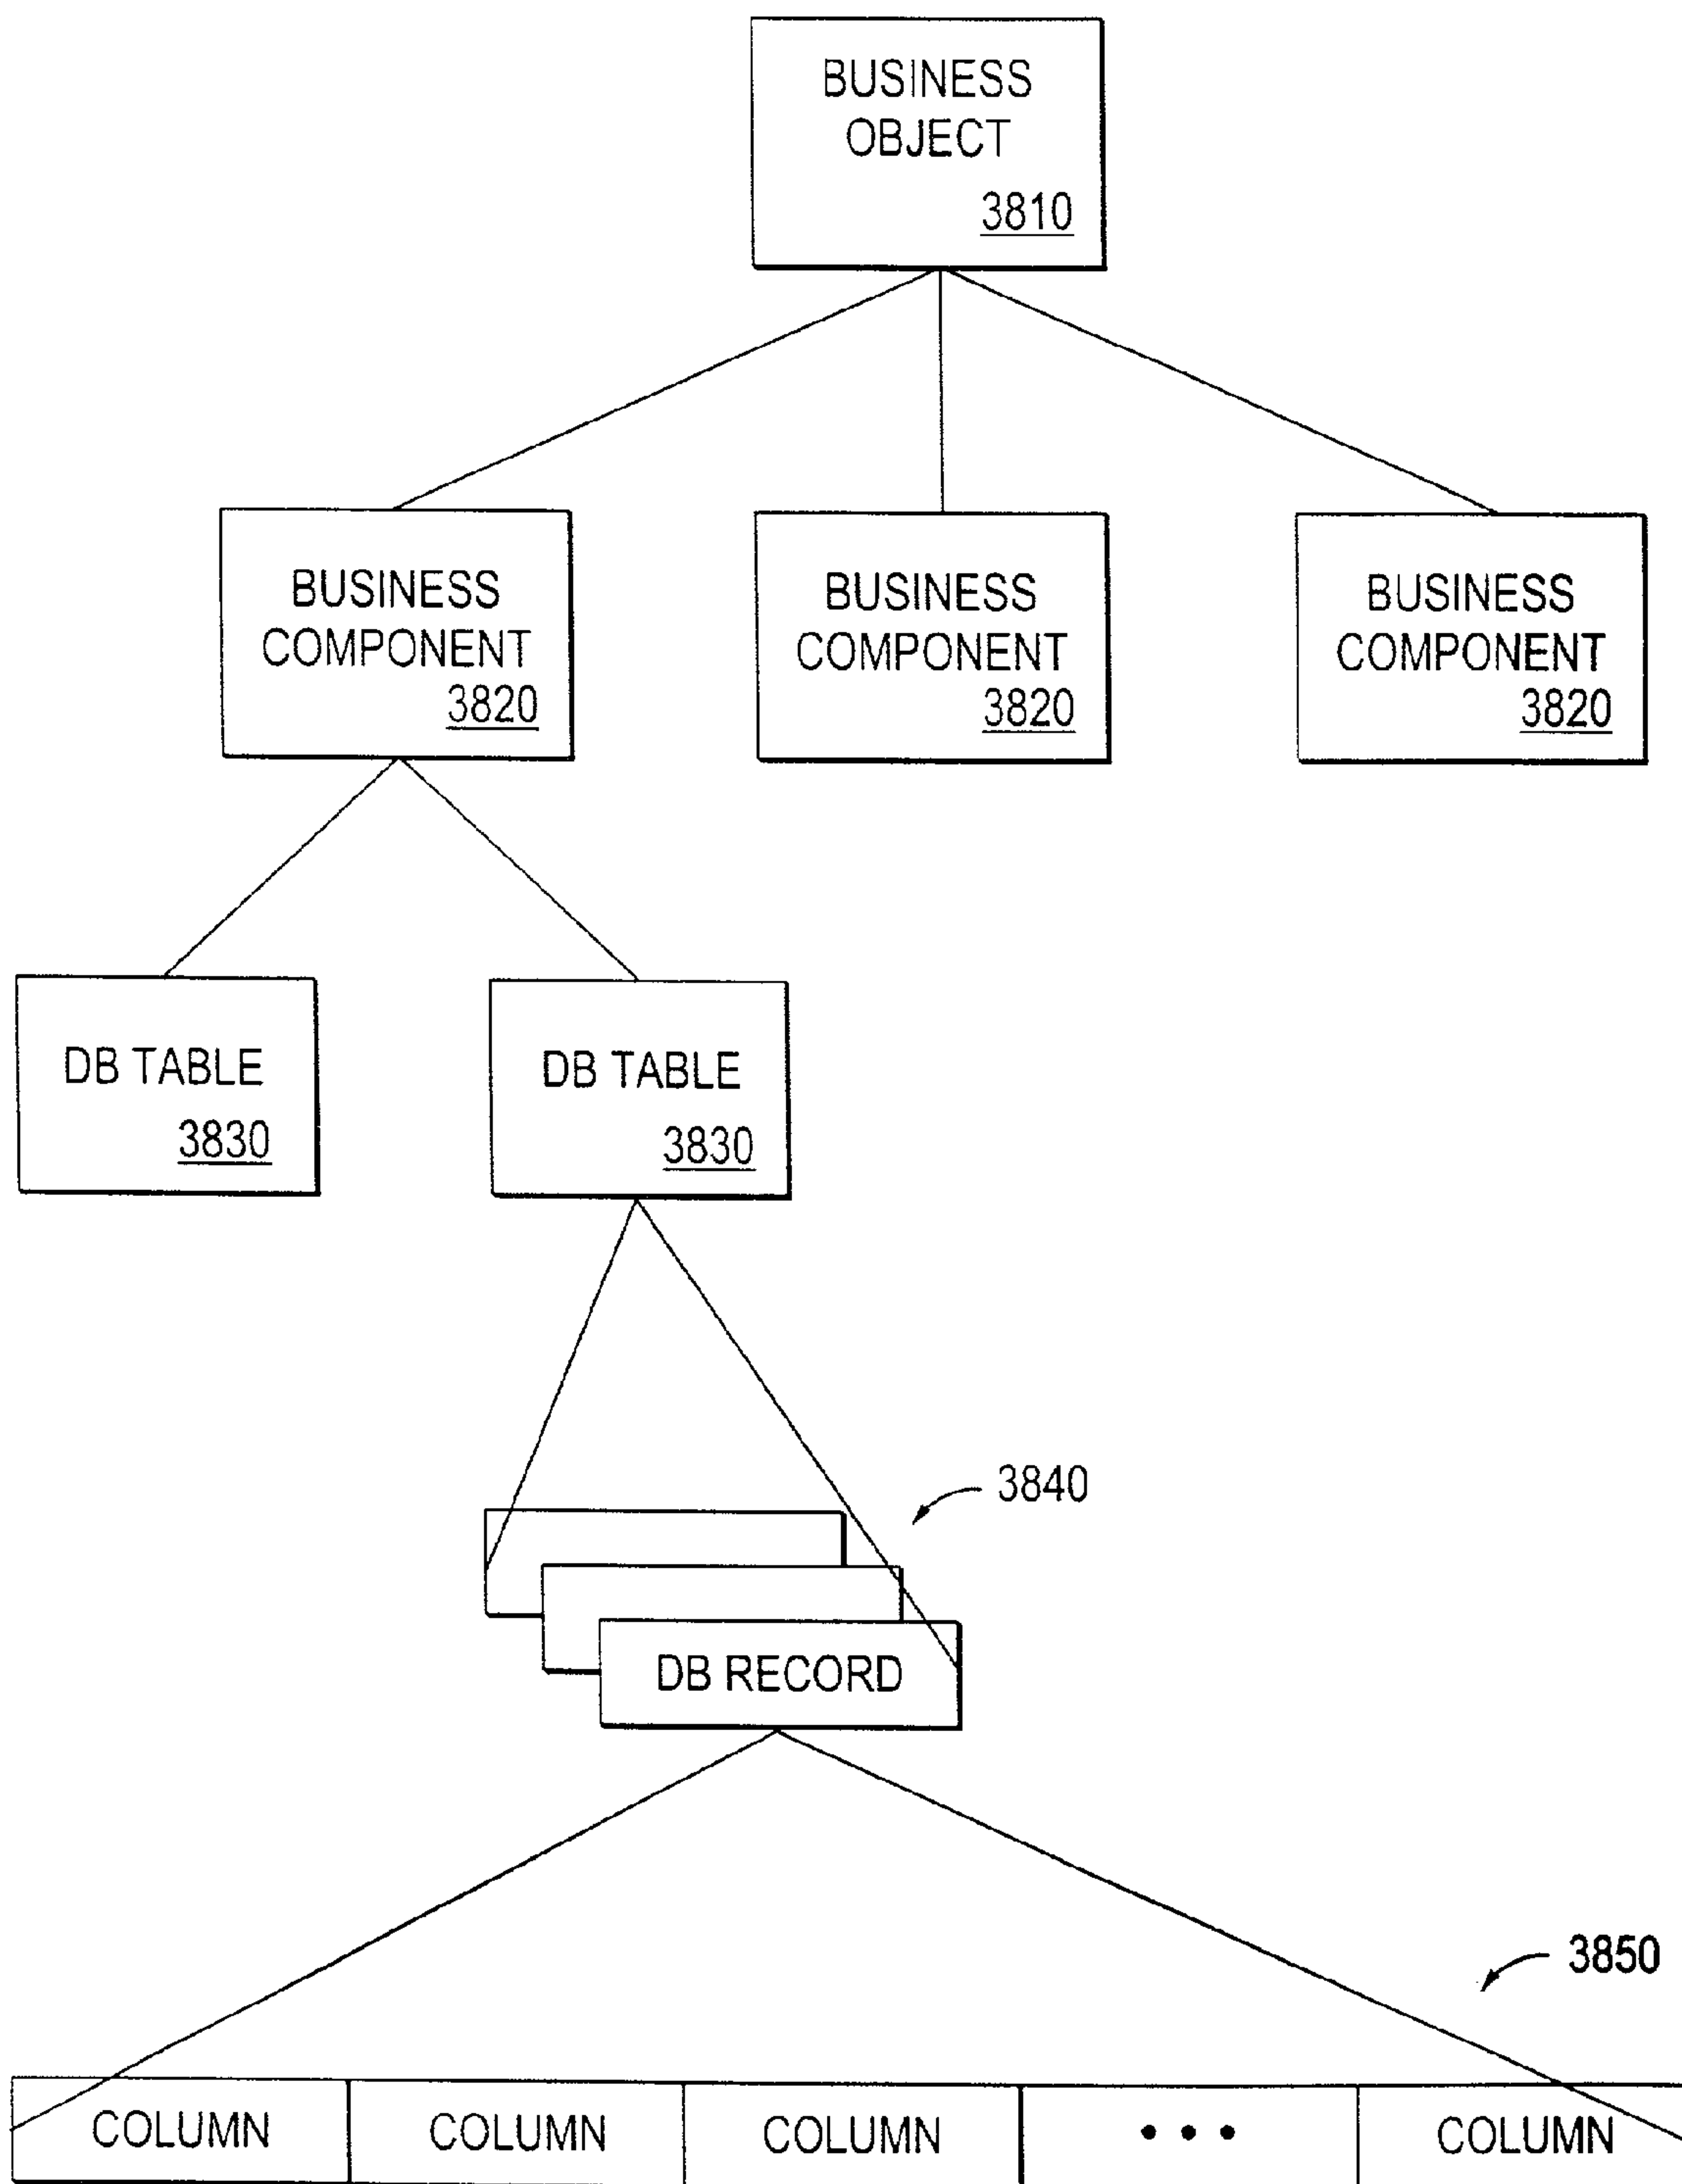 BUSINESS
OBJECT
3810
BUSINESS
COMPONENT
3820
BUSINESS
COMPONENT
3820
BUSINESS
COMPONENT
3820
DB TABLE
3830
DB TABLE
3830
3840
DB RECORD
3850
COLUMN COLUMN COLUMN • • • COLUMN